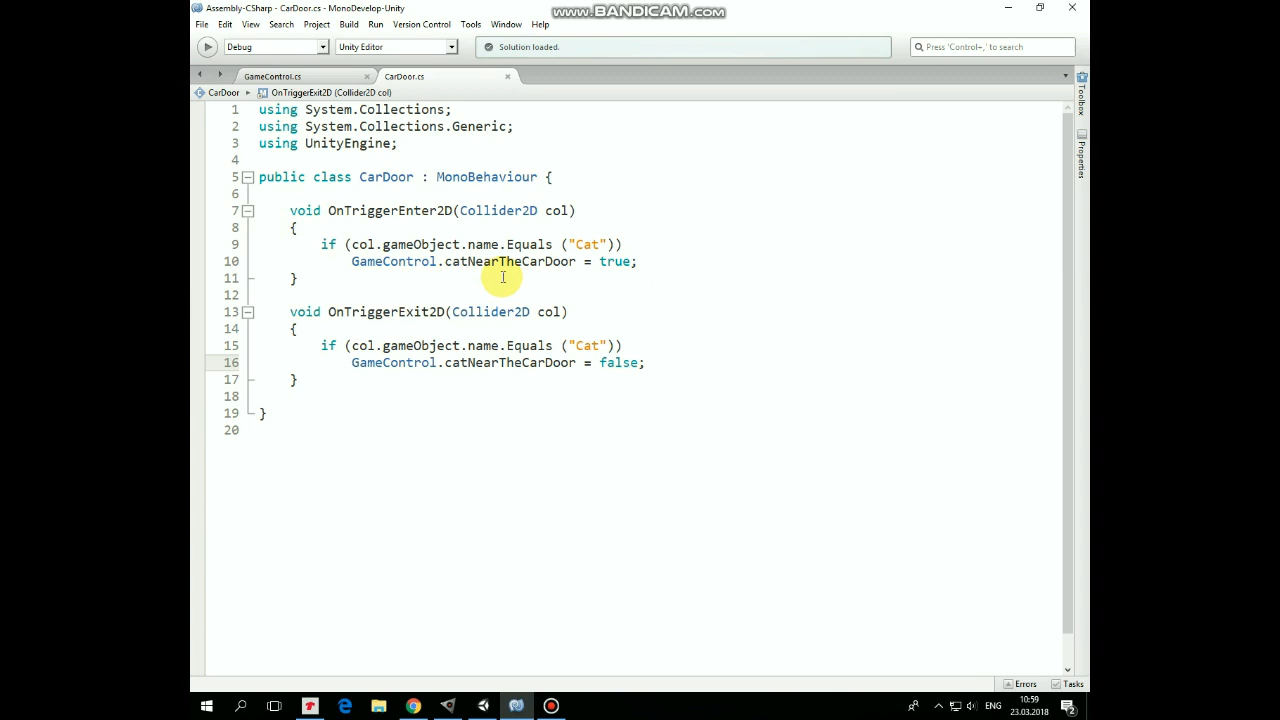 Assembly-CSharp - CarDoor.cs - MonoDevelop-Unity
www.BANDICAM.com
File Edit View Search Project Build Run Version Control Tools Window Help
Debug Unity Editor Solution loaded. Press 'Control+,' to search
GameControl.cs x CarDoor.cs x
CarDoor ▸ OnTriggerExit2D (Collider2D col)
Toolbox
Properties
1 using System.Collections;
2 using System.Collections.Generic;
3 using UnityEngine;
4
5 public class CarDoor : MonoBehaviour {
6
7 void OnTriggerEnter2D(Collider2D col)
8 {
9 if (col.gameObject.name.Equals ("Cat"))
10 GameControl.catNearTheCarDoor = true;
11 }
12
13 void OnTriggerExit2D(Collider2D col)
14 {
15 if (col.gameObject.name.Equals ("Cat"))
16 GameControl.catNearTheCarDoor = false;
17 }
18
19 }
20
Errors Tasks
ENG 10:59
23.03.2018 2